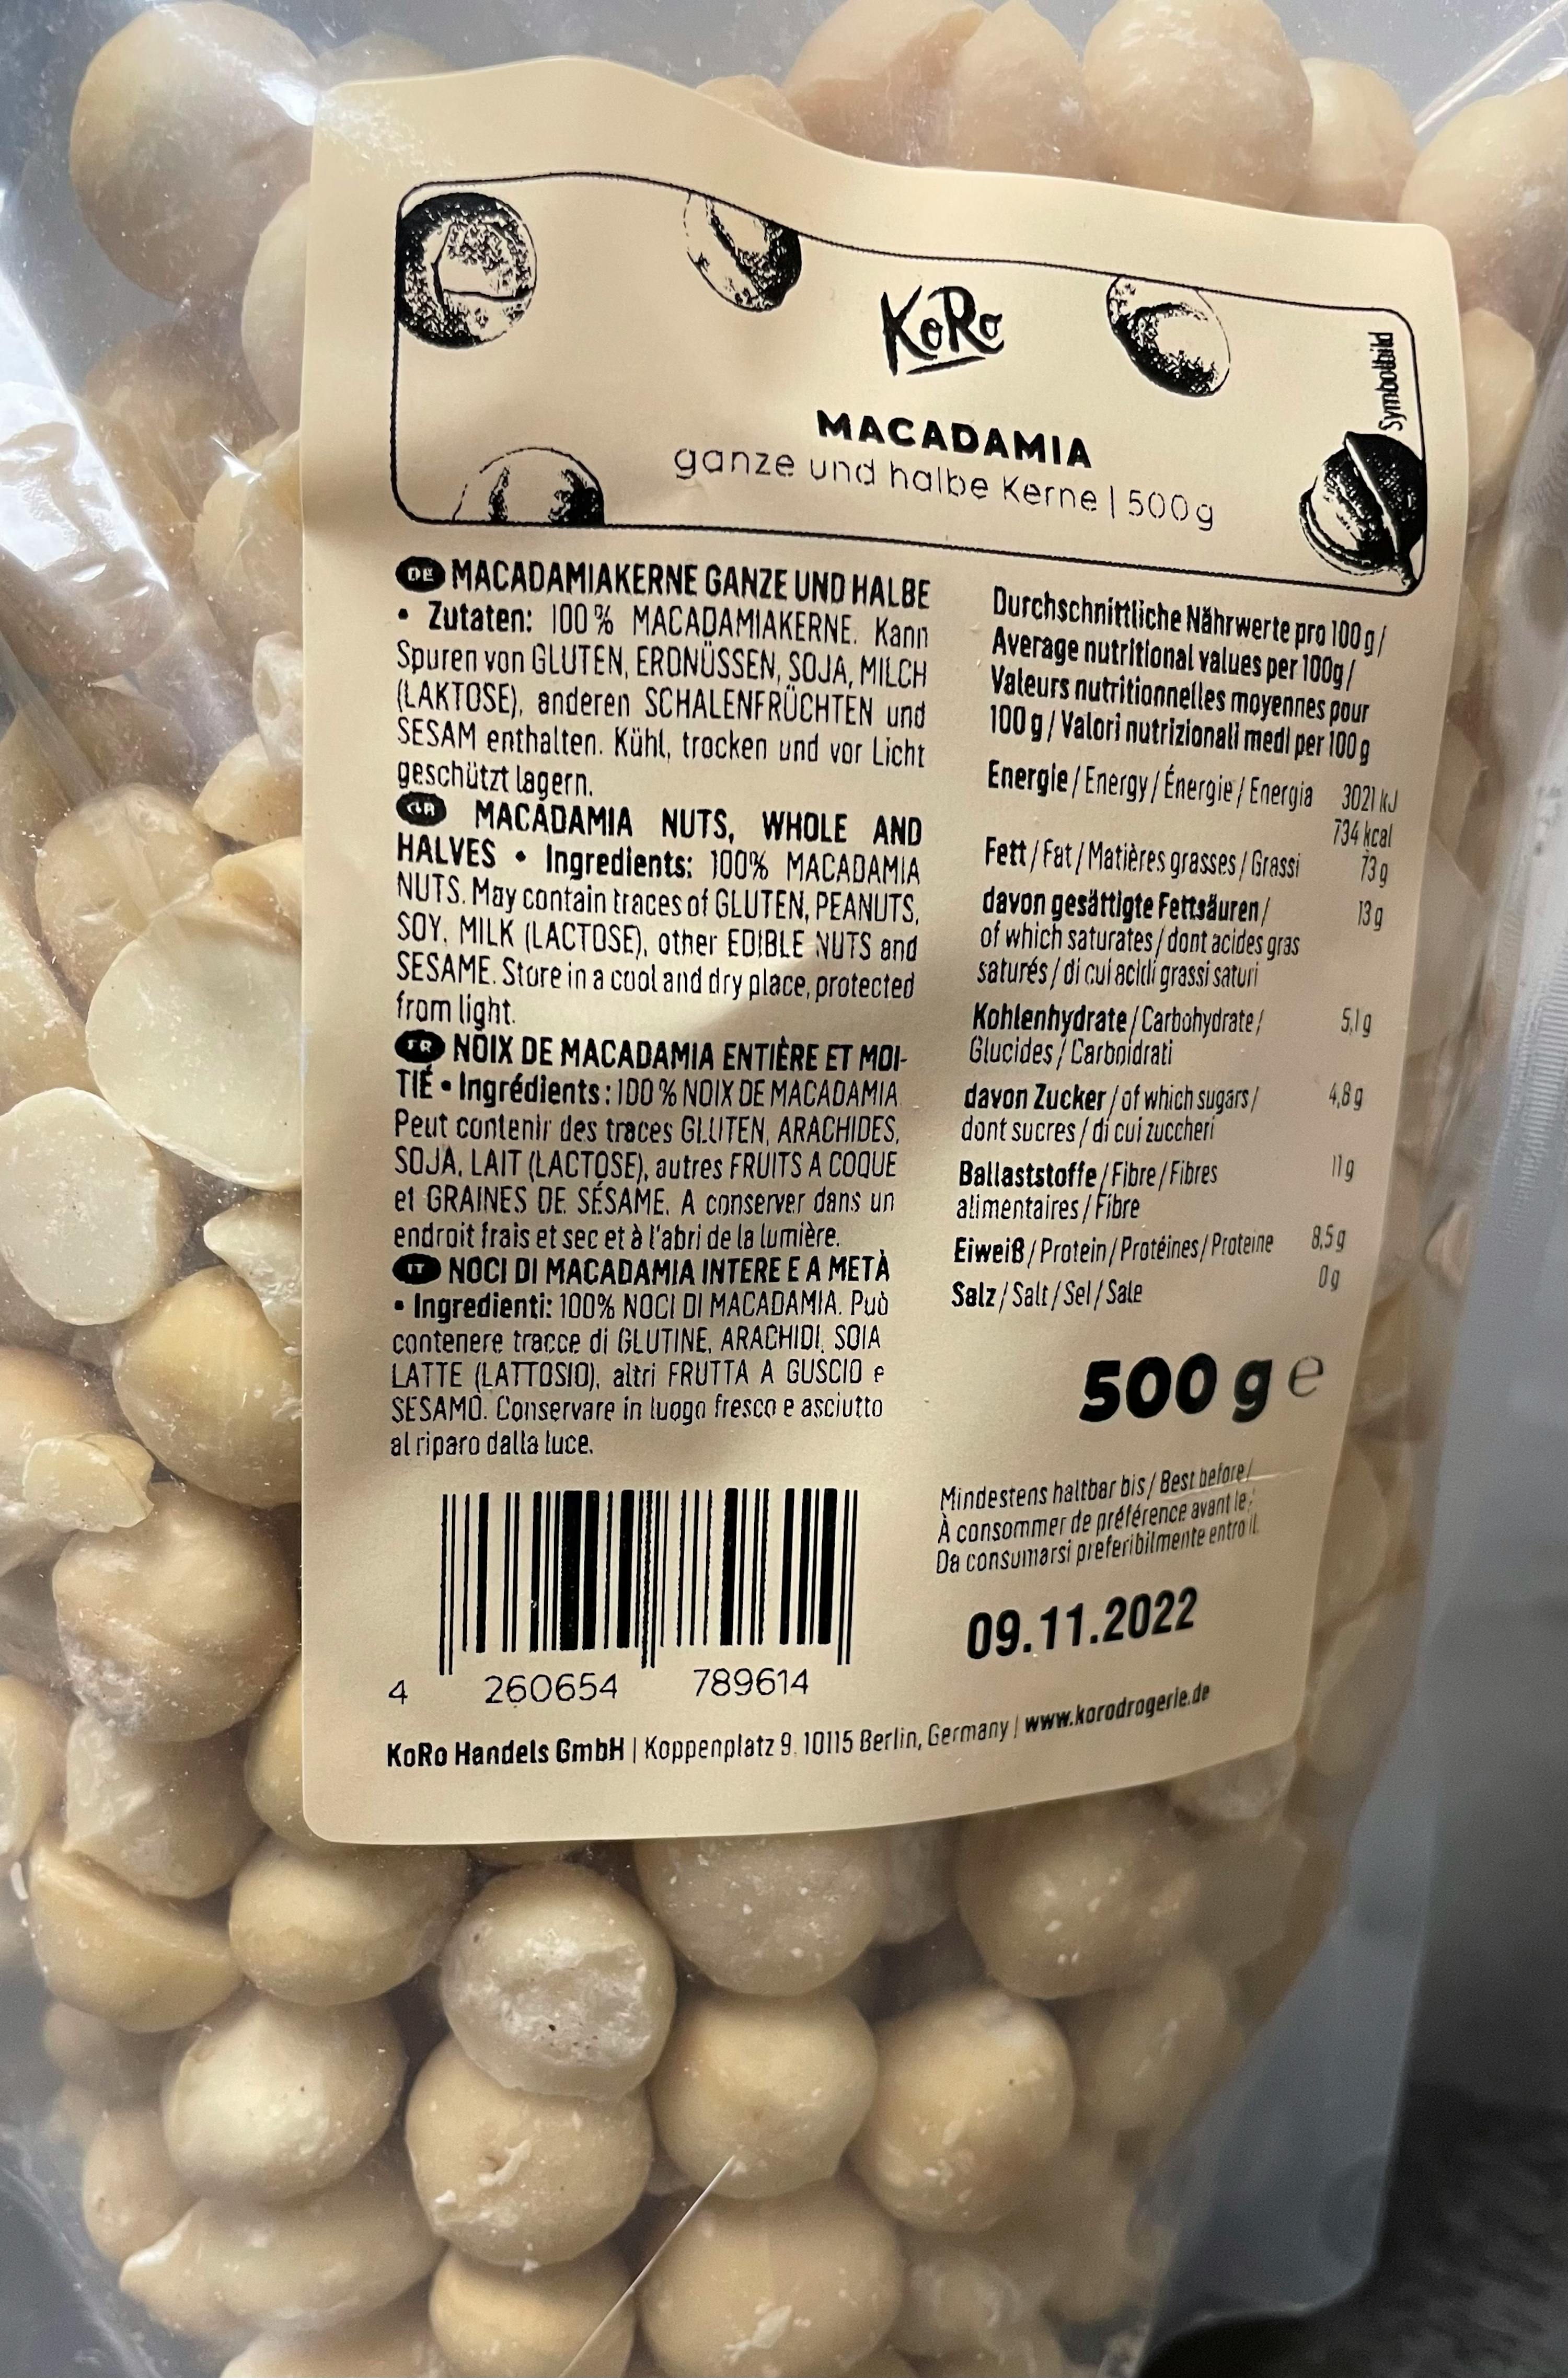 KoRo
Symbolbild
MACADAMIA
ganze und halbe Kerne | 500g
DE MACADAMIAKERNE GANZE UND HALBE
• Zutaten: 100% MACADAMIAKERNE. Kann
Spuren von GLUTEN, ERDNÜSSEN, SOJA, MILCH
(LAKTOSE), anderen SCHALENFRÜCHTEN und
SESAM enthalten. Kühl, trocken und vor Licht
geschützt lagern.
GB MACADAMIA NUTS, WHOLE AND
HALVES • Ingredients: 100% MACADAMIA
NUTS. May contain traces of GLUTEN, PEANUTS,
SOY, MILK (LACTOSE), other EDIBLE NUTS and
SESAME. Store in a cool and dry place, protected
from light.
FR NOIX DE MACADAMIA ENTIÈRE ET MOI-
TIÉ • Ingrédients : 100 % NOIX DE MACADAMIA
Peut contenir des traces GLUTEN, ARACHIDES,
SOJA, LAIT (LACTOSE), autres FRUITS A COQUE
et GRAINES DE SÉSAME. A conserver dans un
endroit frais et sec et à l'abri de la lumière.
IT NOCI DI MACADAMIA INTERE E A METÀ
• Ingredienti: 100% NOCI DI MACADAMIA. Può
contenere tracce di GLUTINE, ARACHIDI, SOIA
LATTE (LATTOSIO), altri FRUTTA A GUSCIO e
SESAMO. Conservare in luogo fresco e asciutto
al riparo dalla luce.
Durchschnittliche Nährwerte pro 100 g /
Average nutritional values per 100g /
Valeurs nutritionnelles moyennes pour
100 g / Valori nutrizionali medi per 100 g
Energie / Energy / Énergie / Energia 3021 kJ
734 kcal
Fett / Fat / Matières grasses / Grassi 73 g
davon gesättigte Fettsäuren / 13 g
of which saturates / dont acides gras
saturés / di cui acidi grassi saturi
Kohlenhydrate / Carbohydrate / 5,1 g
Glucides / Carboidrati
davon Zucker / of which sugars / 4,8 g
dont sucres / di cui zuccheri
Ballaststoffe / Fibre / Fibres 11 g
alimentaires / Fibre
Eiweiß / Protein / Protéines / Proteine 8,5 g
Salz / Salt / Sel / Sale 0 g
500 g e
Mindestens haltbar bis / Best before /
À consommer de préférence avant le:
Da consumarsi preferibilmente entro il.
09.11.2022
4 260654 789614
KoRo Handels GmbH | Koppenplatz 9, 10115 Berlin, Germany | www.korodrogerie.de